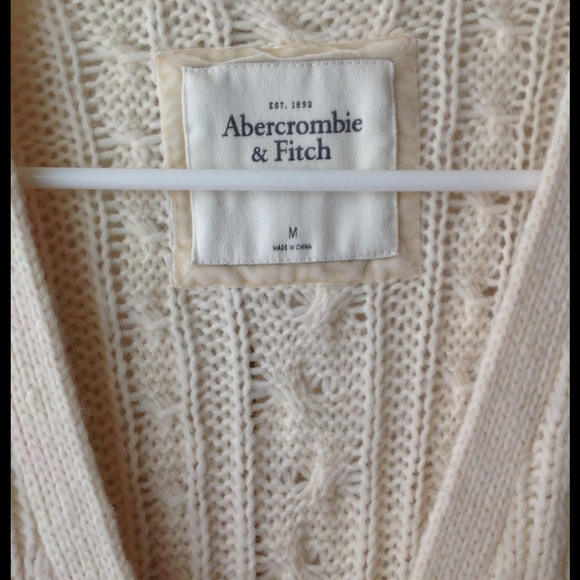 EST. 1892
Abercrombie
& Fitch
M
MADE IN CHINA